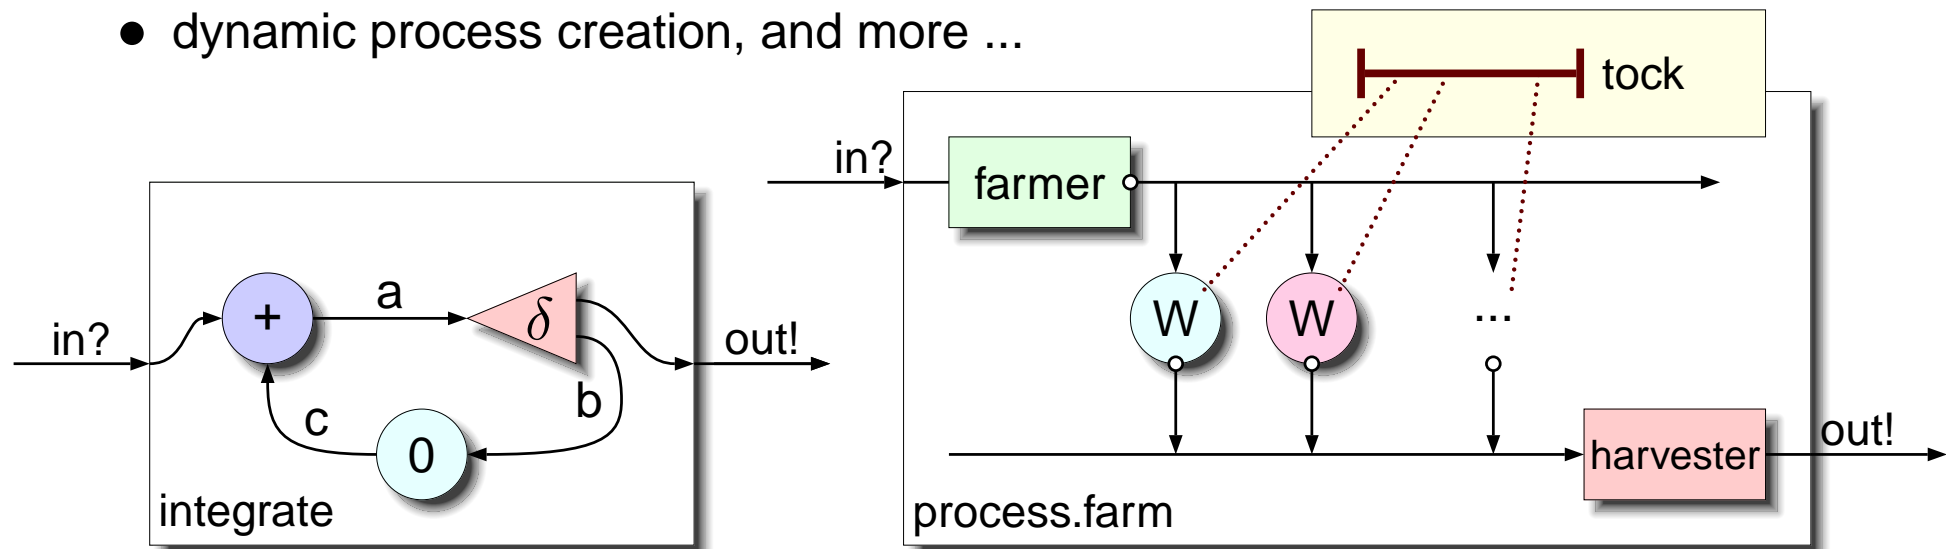 ● dynamic process creation, and more ...
in?
+
a
δ
out!
b
c
0
integrate
tock
in?
farmer
W
W
...
harvester
out!
process.farm